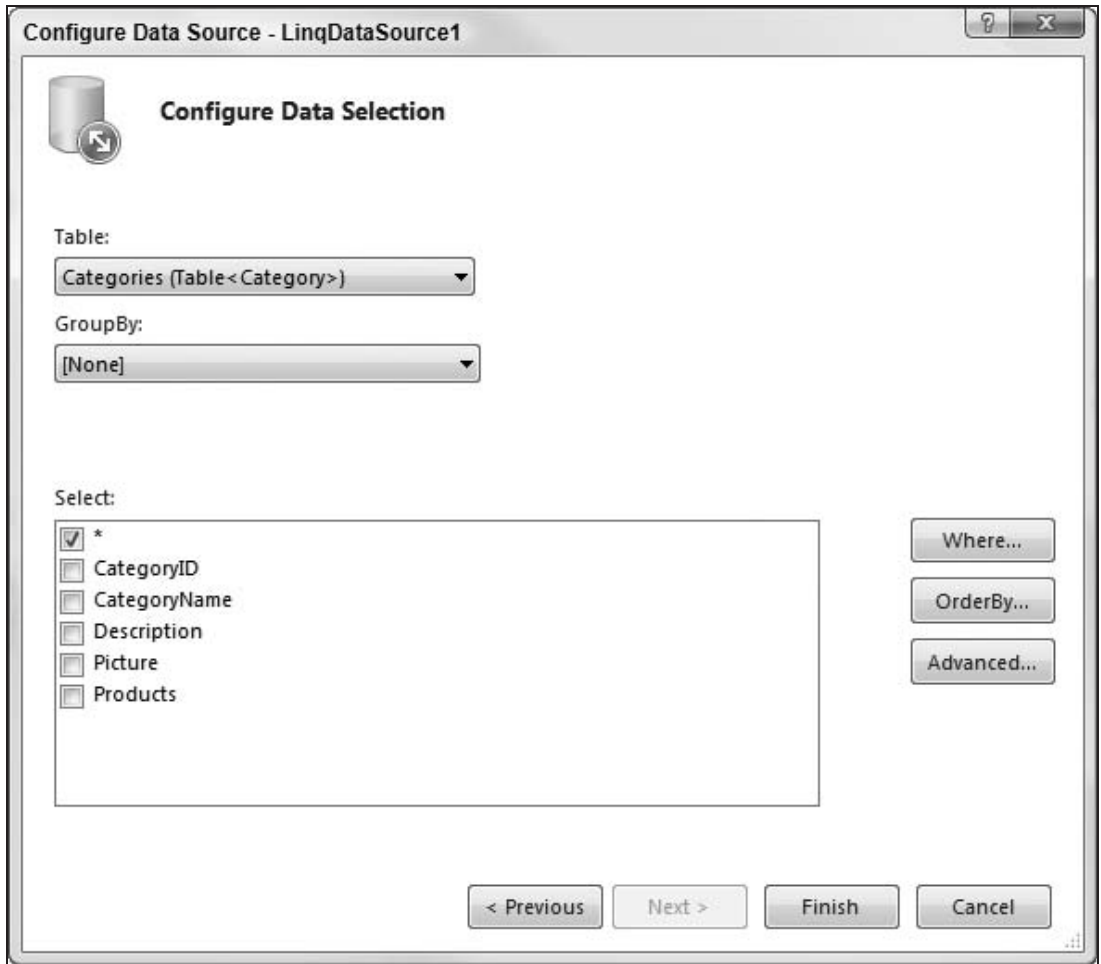 Configure Data Source - LinqDataSource1
?
Configure Data Selection
Table:
Categories (Table<Category>)
GroupBy:
[None]
Select:
*
CategoryID
CategoryName
Description
Picture
Products
Where...
OrderBy...
Advanced...
< Previous
Next >
Finish
Cancel